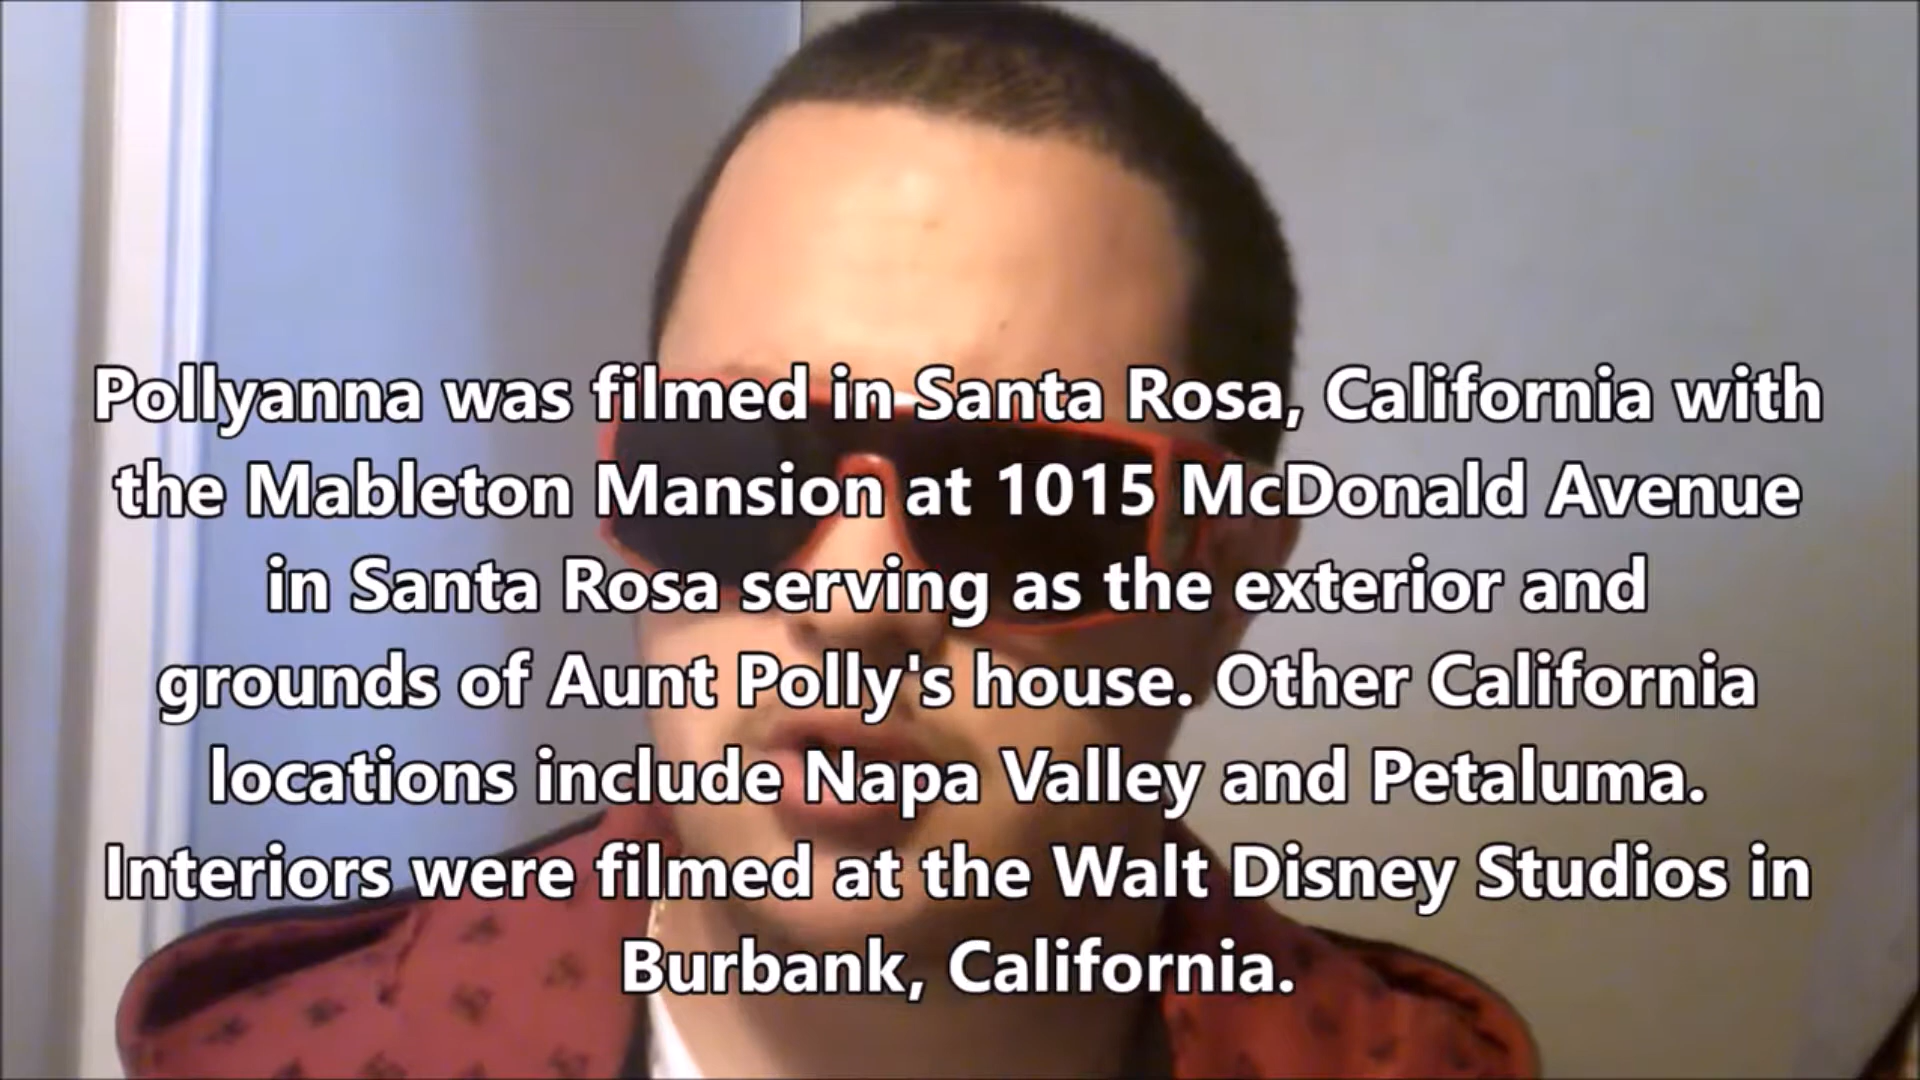 Pollyanna was filmed in Santa Rosa, California with
the Mableton Mansion at 1015 McDonald Avenue
in Santa Rosa serving as the exterior and
grounds of Aunt Polly's house. Other California
locations include Napa Valley and Petaluma.
Interiors were filmed at the Walt Disney Studios in
Burbank, California.